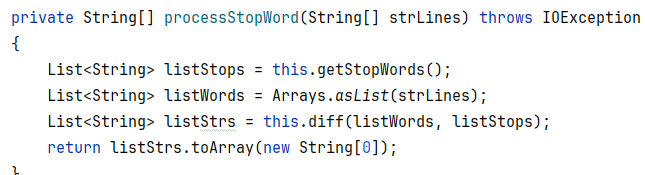 private String[] processStopWord(String[] strLines) throws IOException
{
    List<String> listStops = this.getStopWords();
    List<String> listWords = Arrays.asList(strLines);
    List<String> listStrs = this.diff(listWords, listStops);
    return listStrs.toArray(new String[0]);
}